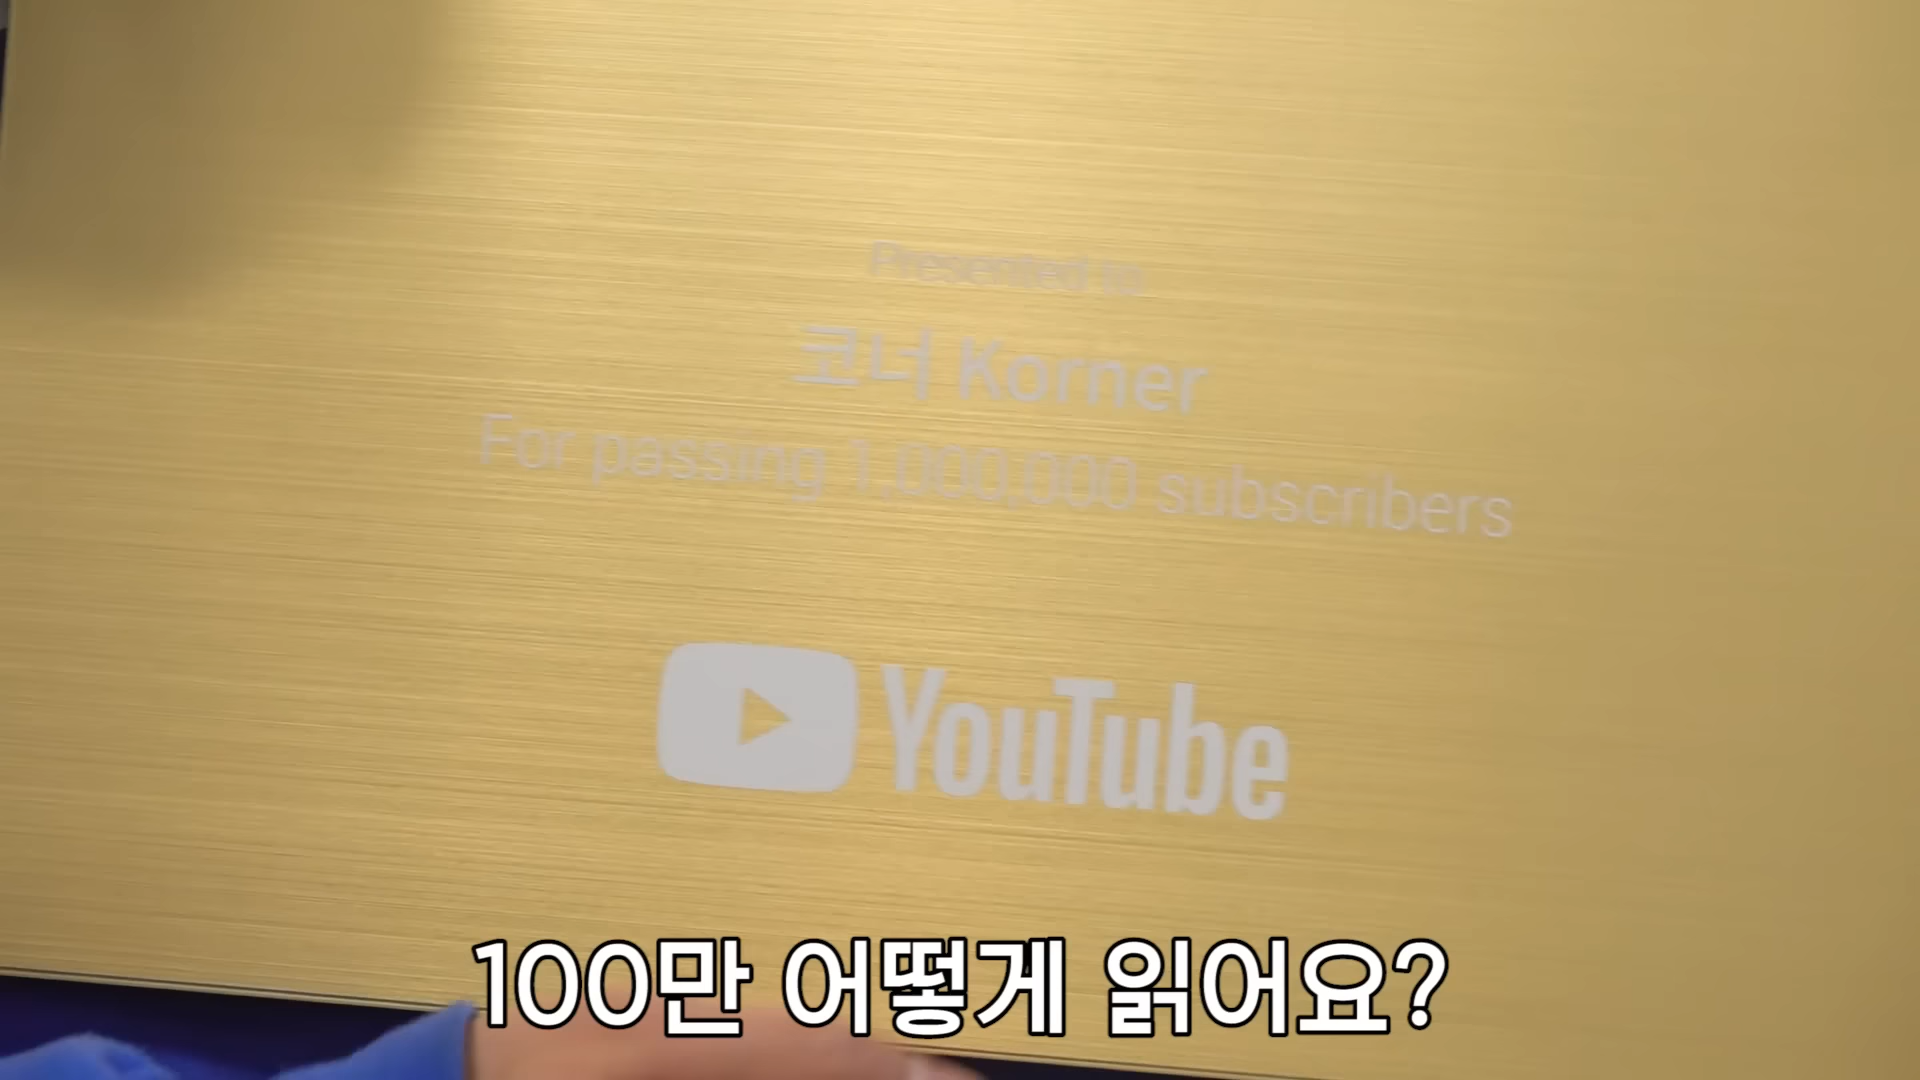 Presented to
코너 Korner
For passing 1,000,000 subscribers
YouTube
100만 어떻게 읽어요?